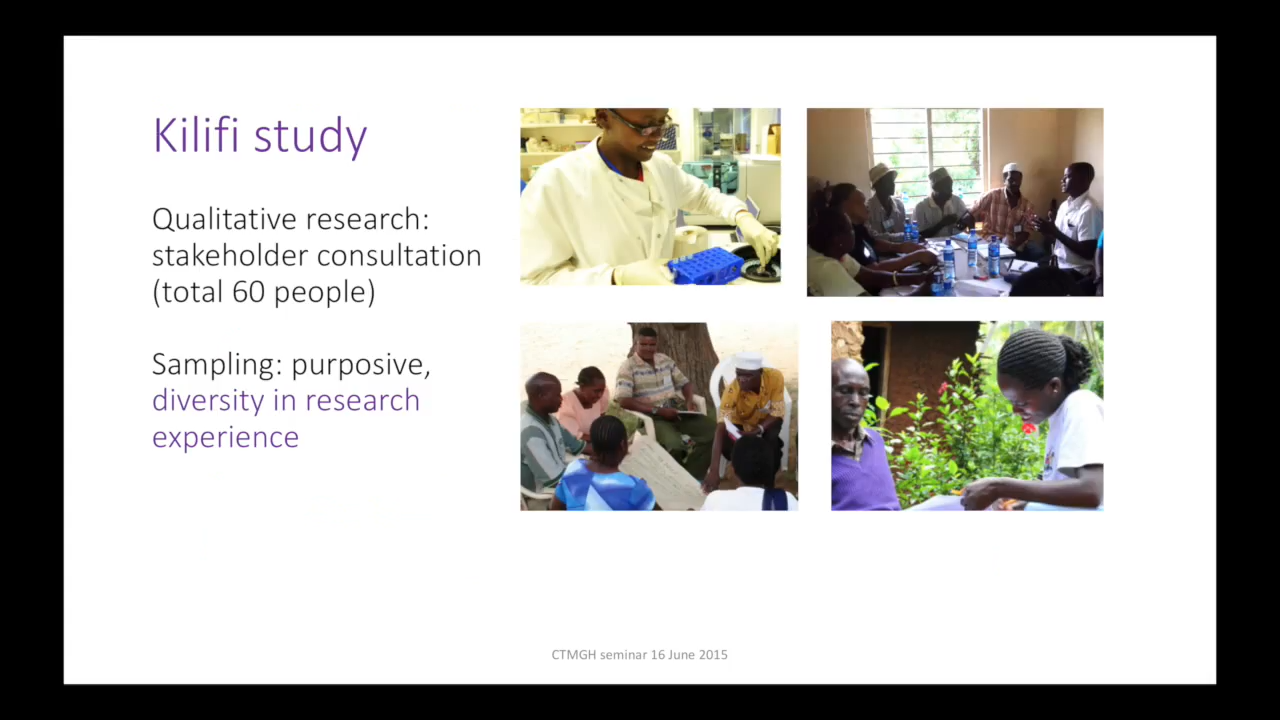 Kilifi study
Qualitative research:
stakeholder consultation
(total 60 people)
Sampling: purposive,
diversity in research
experience
CTMGH seminar 16 June 2015